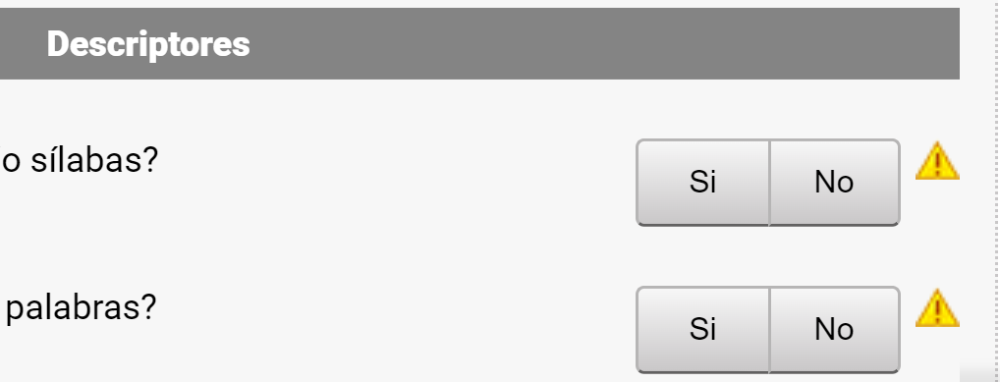 Descriptores
o sílabas?
Si No
palabras?
Si No